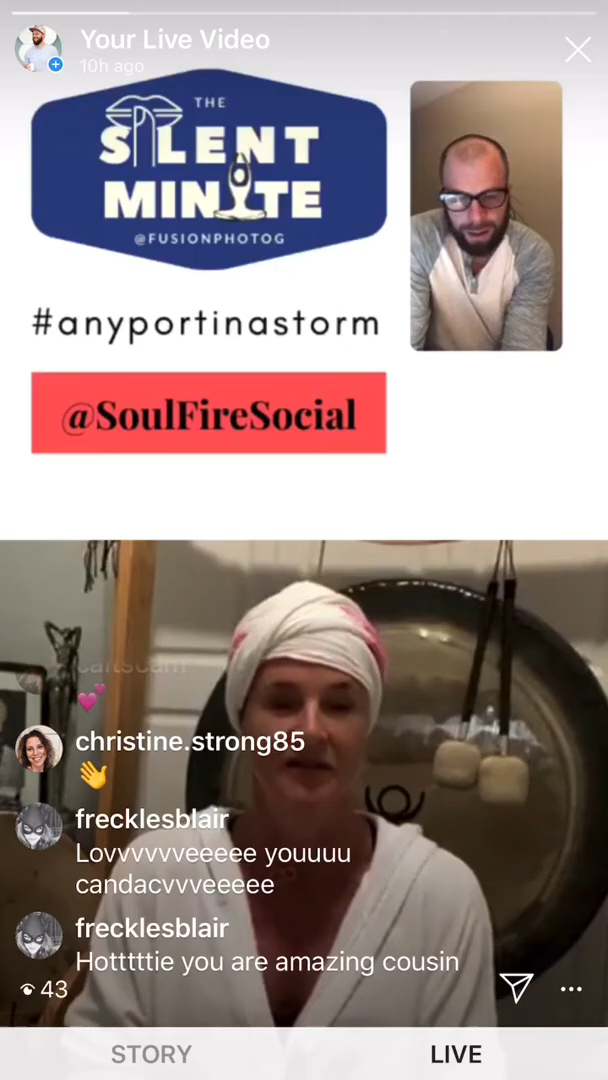 Your Live Video
10h ago
THE
SILENT
MINUTE
@FUSIONPHOTOG
#anyportinastorm
@SoulFireSocial
💕
christine.strong85
👋
frecklesblair
Lovvvvvveeeee youuuu
candacvvveeeee
frecklesblair
Hotttttie you are amazing cousin
43
STORY
LIVE